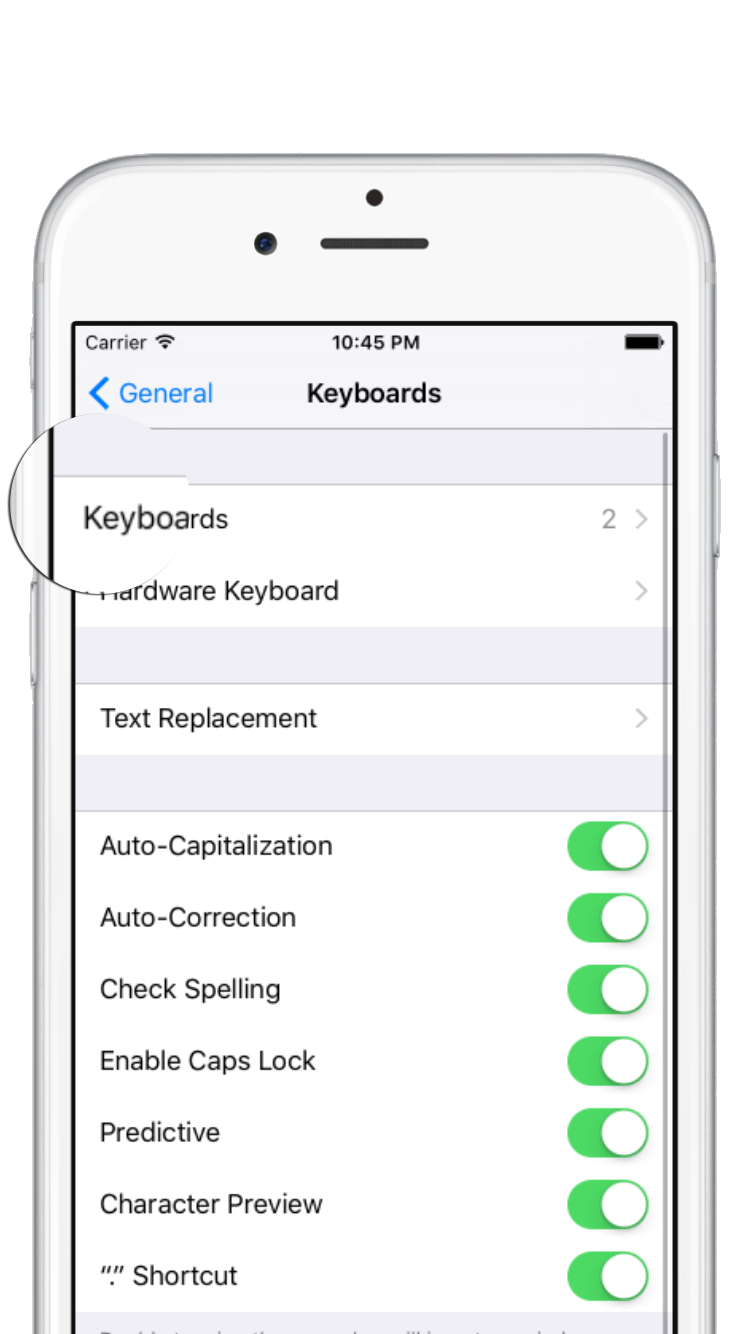 Carrier 10:45 PM
General Keyboards
Keyboards 2
Hardware Keyboard
Text Replacement
Auto-Capitalization
Auto-Correction
Check Spelling
Enable Caps Lock
Predictive
Character Preview
“.” Shortcut